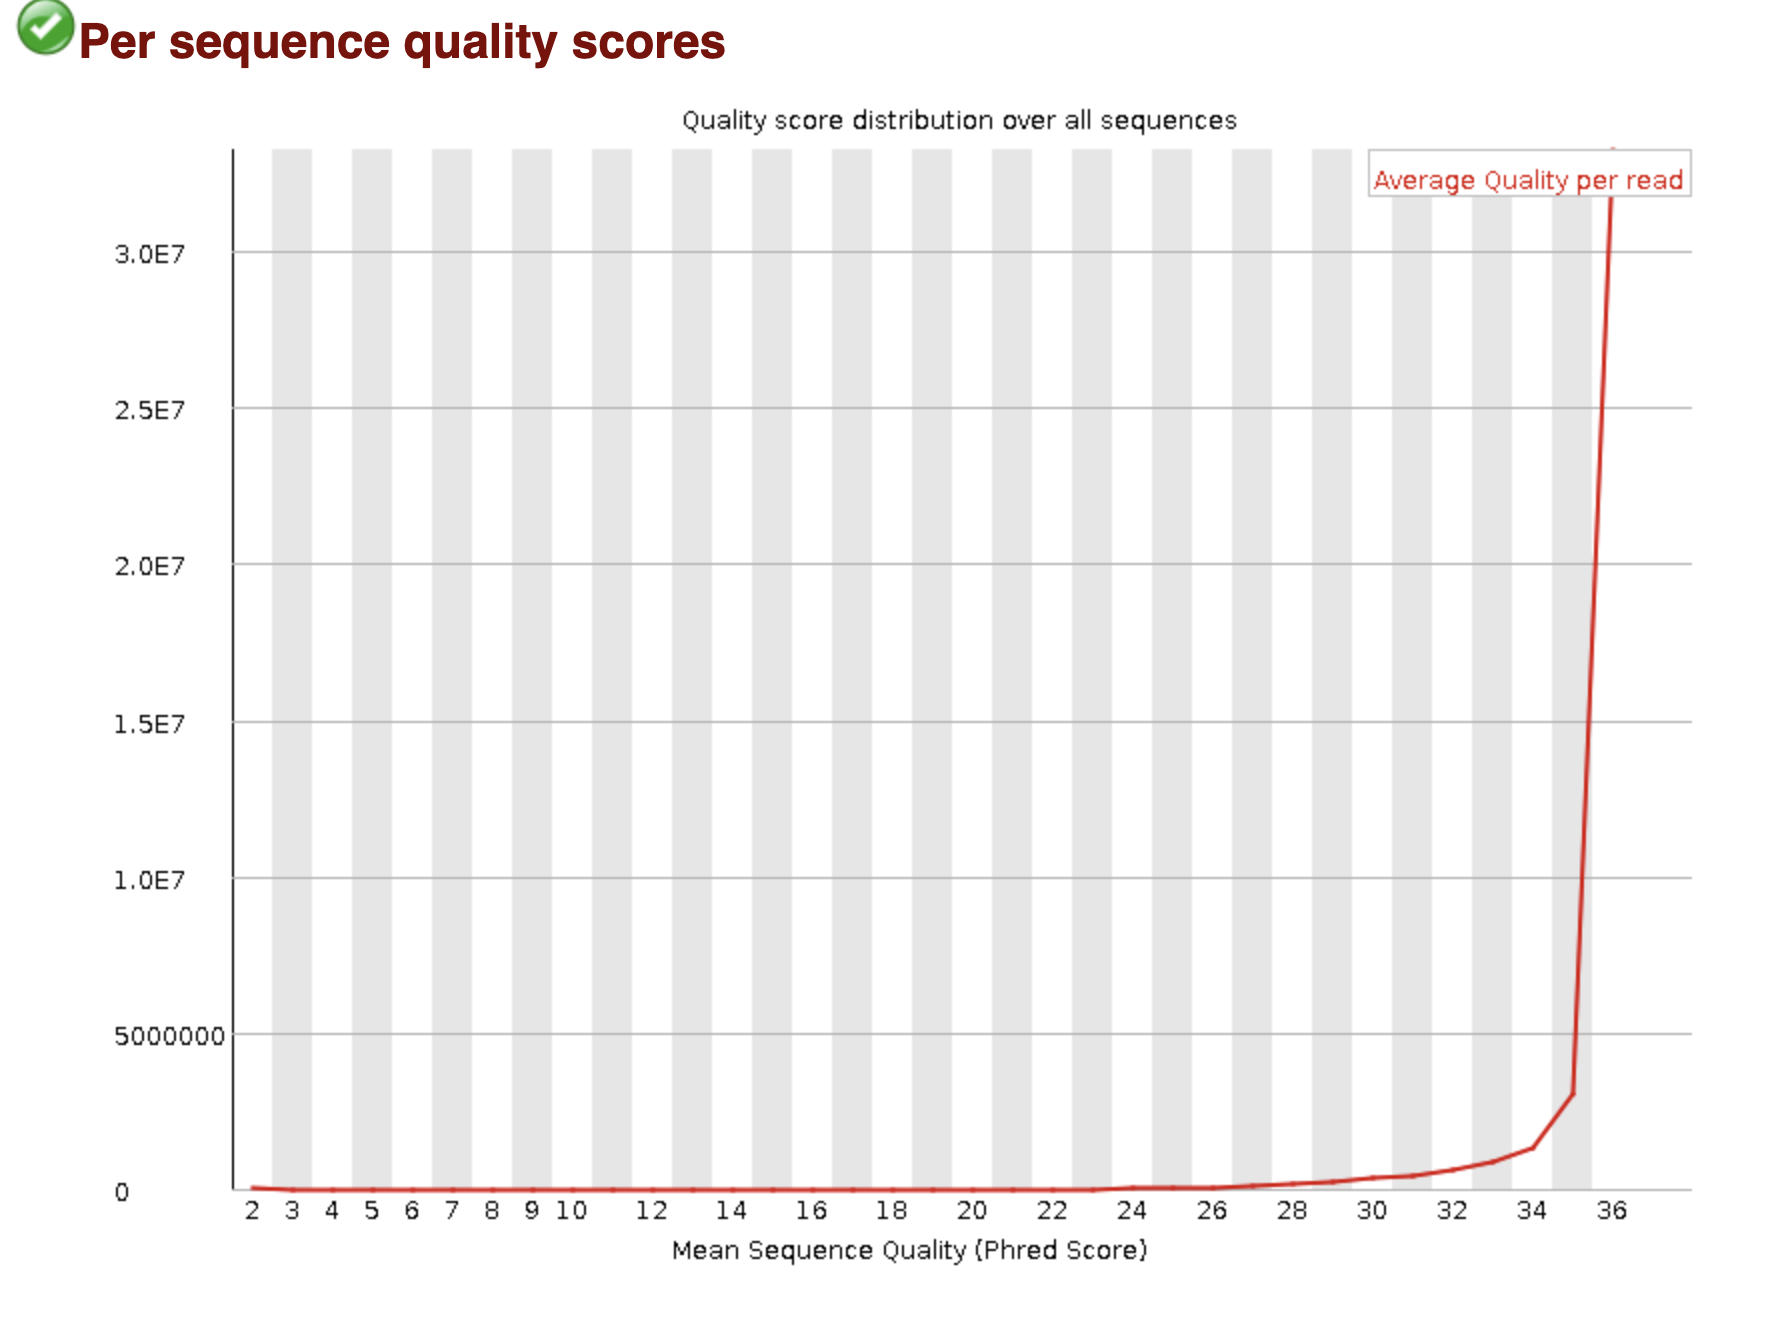 Per sequence quality scores
Quality score distribution over all sequences
Average Quality per read
3.0E7
2.5E7
2.0E7
1.5E7
1.0E7
5000000
0
2 3 4 5 6 7 8 9 10 12 14 16 18 20 22 24 26 28 30 32 34 36
Mean Sequence Quality (Phred Score)